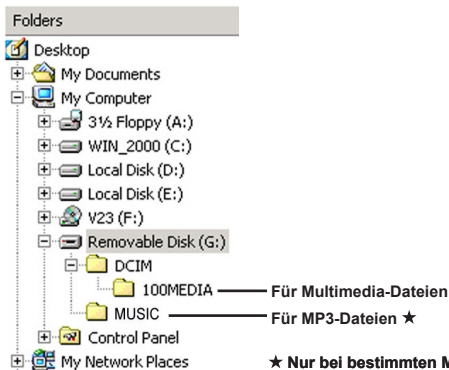 Folders
Desktop
My Documents
My Computer
3½ Floppy (A:)
WIN_2000 (C:)
Local Disk (D:)
Local Disk (E:)
V23 (F:)
Removable Disk (G:)
DCIM
100MEDIA Für Multimedia-Dateien
MUSIC Für MP3-Dateien ★
Control Panel
My Network Places ★ Nur bei bestimmten